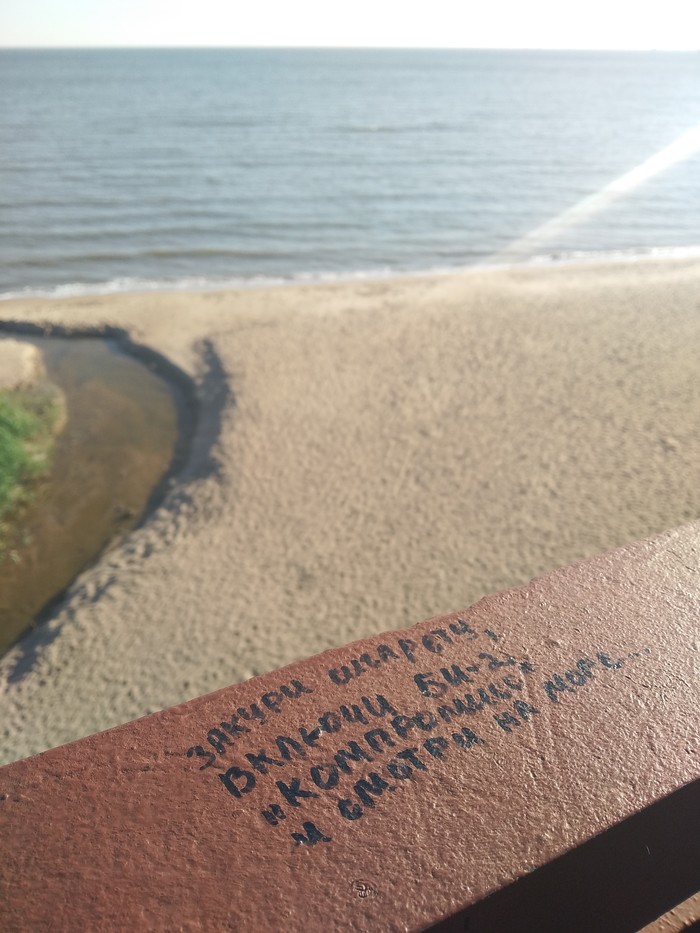 ЗАКУРИ СИГАРЕТУ,
ВКЛЮЧИ БИ-2,
"КОМПРОМИСС"
И СМОТРИ НА МОРЕ...